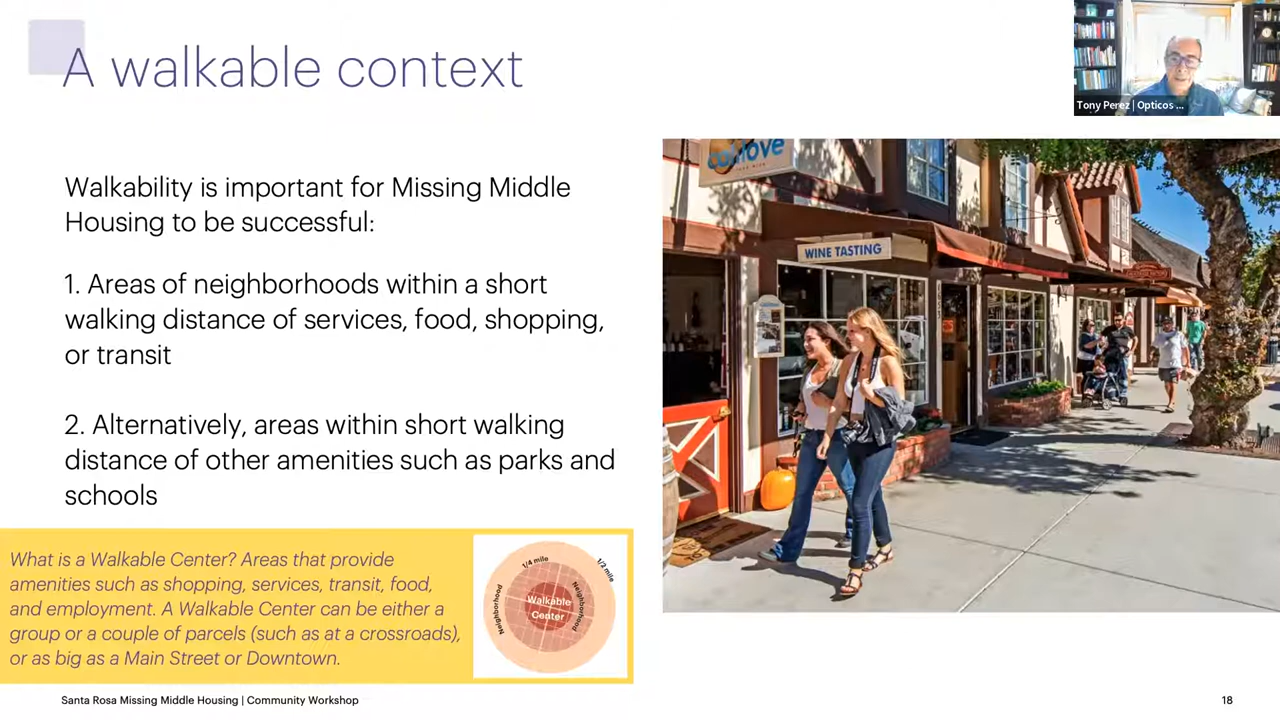 A walkable context
Tony Perez | Opticos ...
Walkability is important for Missing Middle
Housing to be successful:
1. Areas of neighborhoods within a short
walking distance of services, food, shopping,
or transit
2. Alternatively, areas within short walking
distance of other amenities such as parks and
schools
WINE TASTING
What is a Walkable Center? Areas that provide
amenities such as shopping, services, transit, food,
and employment. A Walkable Center can be either a
group or a couple of parcels (such as at a crossroads),
or as big as a Main Street or Downtown.
1/4 mile
1/2 mile
Neighborhood
Walkable
Center
Neighborhood
Santa Rosa Missing Middle Housing | Community Workshop
18